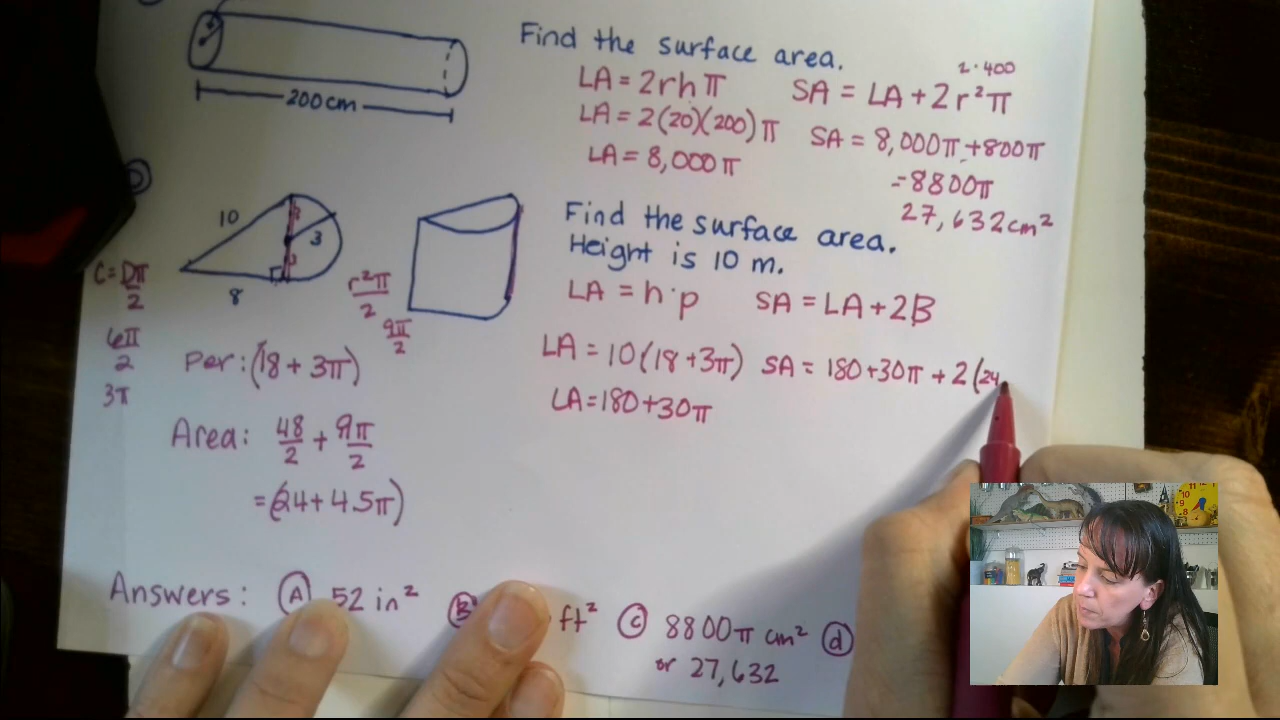 200cm
Find the surface area.
LA = 2rhπ
LA = 2(20)(200)π
LA = 8,000π
2·400
SA = LA + 2r²π
SA = 8,000π + 800π
= 8800π
27,632cm²
10
3
3
3
8
C = Dπ/2
6π/2
3π
r²π/2
9π/2
Find the surface area.
Height is 10 m.
LA = h·p
SA = LA + 2B
LA = 10(18+3π)
SA = 180+30π + 2(24
LA = 180+30π
Per: (18 + 3π)
Area: 48/2 + 9π/2
= (24 + 4.5π)
Answers: A 52 in²
B ft²
C 8800π cm²
or 27,632
d